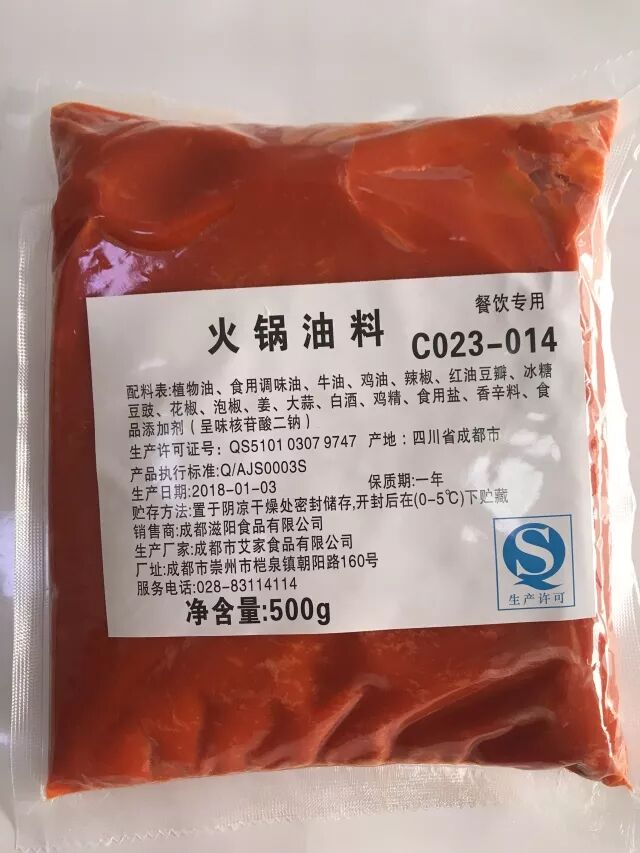 餐饮专用
火锅油料 C023-014
配料表:植物油、食用调味油、牛油、鸡油、辣椒、红油豆瓣、冰糖
豆豉、花椒、泡椒、姜、大蒜、白酒、鸡精、食用盐、香辛料、食
品添加剂（呈味核苷酸二钠）
生产许可证号：QS5101 0307 9747 产地：四川省成都市
产品执行标准:Q/AJS0003S
生产日期:2018-01-03 保质期:一年
贮存方法:置于阴凉干燥处密封储存,开封后在(0-5℃)下贮藏
销售商:成都滋阳食品有限公司
生产厂家:成都市艾家食品有限公司
厂址:成都市崇州市桤泉镇朝阳路160号
服务电话:028-83114114
净含量:500g
生产许可